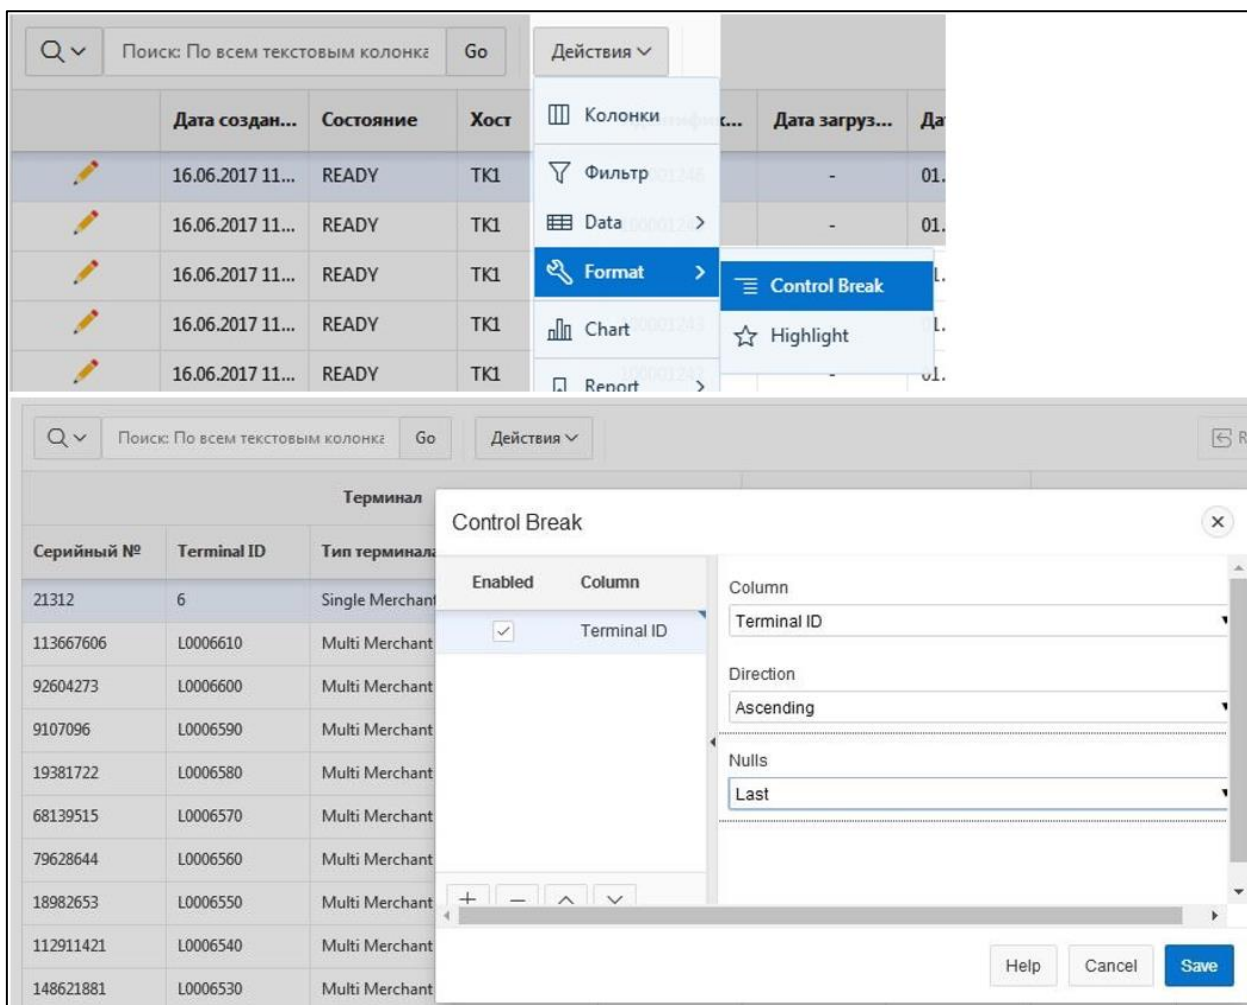 Поиск: По всем текстовым колонка Go Действия
Дата создан... Состояние Хост Дата загруз...
Колонки
16.06.2017 11... READY TK1 Фильтр - 01.
16.06.2017 11... READY TK1 Data - 01.
16.06.2017 11... READY TK1 Format
Control Break
16.06.2017 11... READY TK1 Chart
Highlight
16.06.2017 11... READY TK1 Report
Поиск: По всем текстовым колонка Go Действия R
Терминал
Серийный № Terminal ID Тип терминала
21312 6 Single Merchant
113667606 L0006610 Multi Merchant
92604273 L0006600 Multi Merchant
9107096 L0006590 Multi Merchant
19381722 L0006580 Multi Merchant
68139515 L0006570 Multi Merchant
79628644 L0006560 Multi Merchant
18982653 L0006550 Multi Merchant
112911421 L0006540 Multi Merchant
148621881 L0006530 Multi Merchant
Control Break
Enabled Column
Terminal ID
Column
Terminal ID
Direction
Ascending
Nulls
Last
Help Cancel Save